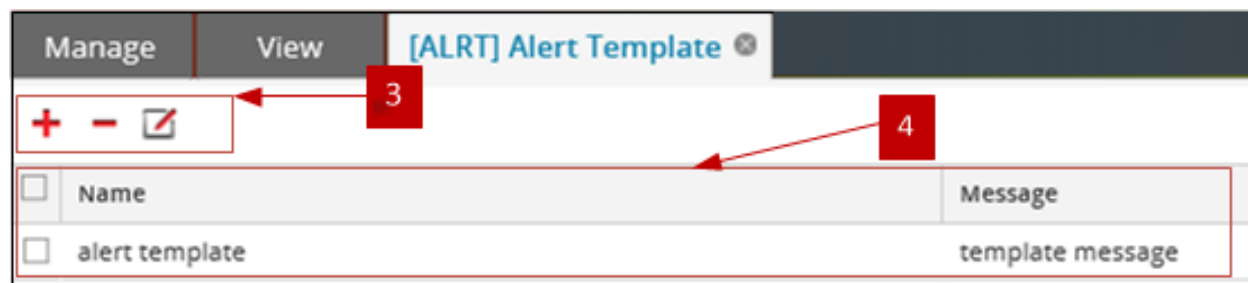 Manage View [ALRT] Alert Template
3
4
Name Message
alert template template message